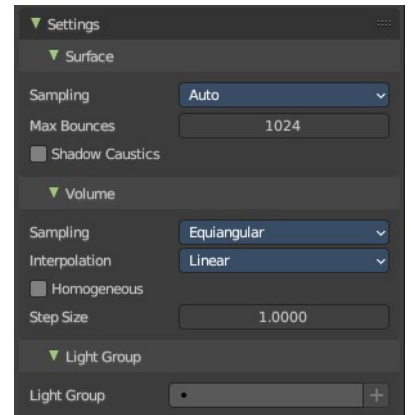 Settings
Surface
Sampling Auto
Max Bounces 1024
Shadow Caustics
Volume
Sampling Equiangular
Interpolation Linear
Homogeneous
Step Size 1.0000
Light Group
Light Group